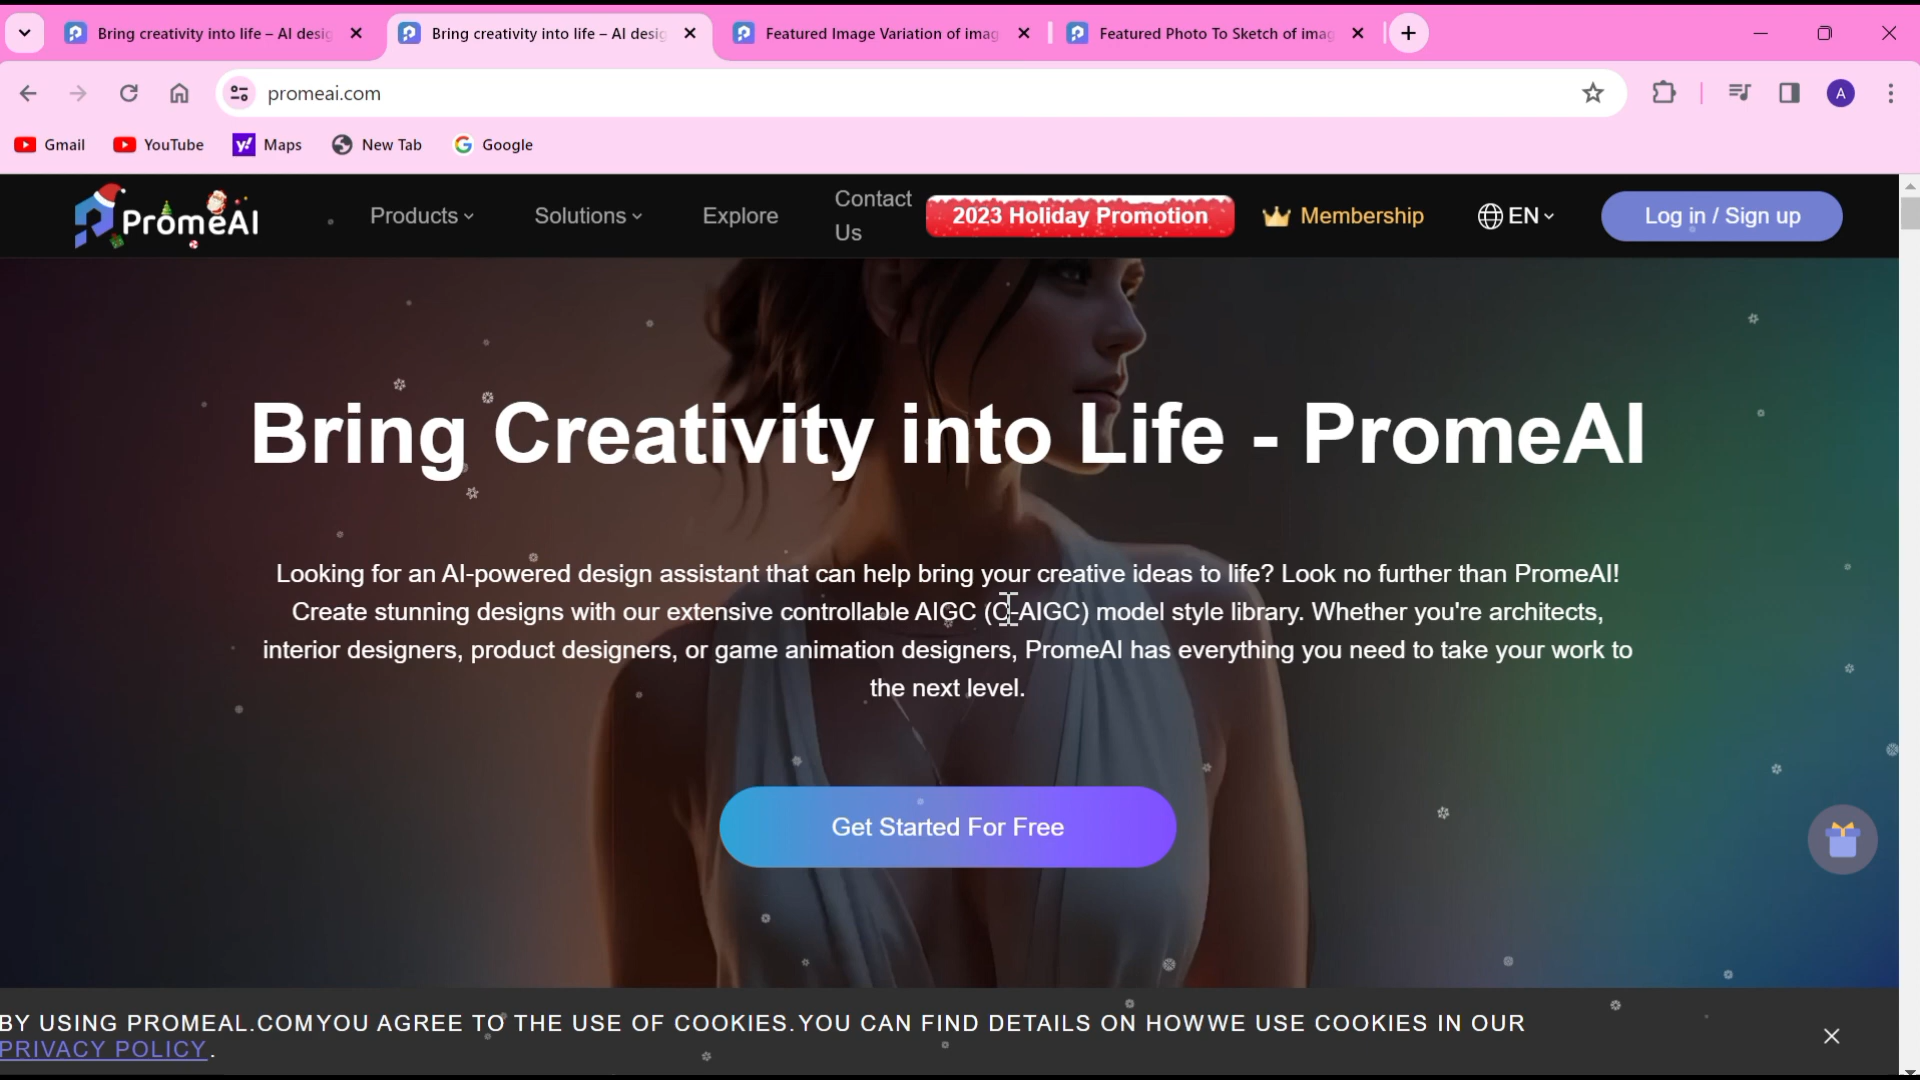 Bring creativity into life – AI desig
Bring creativity into life – AI desig
Featured Image Variation of imag
Featured Photo To Sketch of imag
promeai.com
A
Gmail
YouTube
y!
Maps
New Tab
Google
PromeAI
Products
Solutions
Explore
Contact
Us
2023 Holiday Promotion
Membership
EN
Log in / Sign up
Bring Creativity into Life - PromeAI
Looking for an AI-powered design assistant that can help bring your creative ideas to life? Look no further than PromeAI!
Create stunning designs with our extensive controllable AIGC (C-AIGC) model style library. Whether you're architects,
interior designers, product designers, or game animation designers, PromeAI has everything you need to take your work to
the next level.
Get Started For Free
BY USING PROMEAL.COMYOU AGREE TO THE USE OF COOKIES.YOU CAN FIND DETAILS ON HOWWE USE COOKIES IN OUR
PRIVACY POLICY.